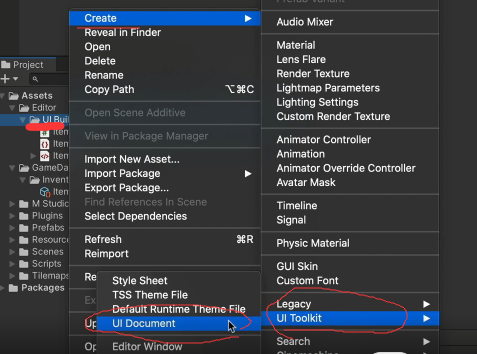 Project
Assets
Editor
UI Buil
Item
Item
Item
GameDa
Invent
Item
M Studi
Plugins
Prefabs
Resourc
Scenes
Scripts
Tilemaps
Packages
Create
Reveal in Finder
Open
Delete
Rename
Copy Path ⌥⌘C
Open Scene Additive
View in Package Manager
Import New Asset...
Import Package
Export Package...
Find References In Scene
Select Dependencies
Refresh ⌘R
Reimport
Re
Ex
Up
Op
Style Sheet
TSS Theme File
Default Runtime Theme File
UI Document
Editor Window
Prefab Variant
Audio Mixer
Material
Lens Flare
Render Texture
Lightmap Parameters
Lighting Settings
Custom Render Texture
Animator Controller
Animation
Animator Override Controller
Avatar Mask
Timeline
Signal
Physic Material
GUI Skin
Custom Font
Legacy
UI Toolkit
Search